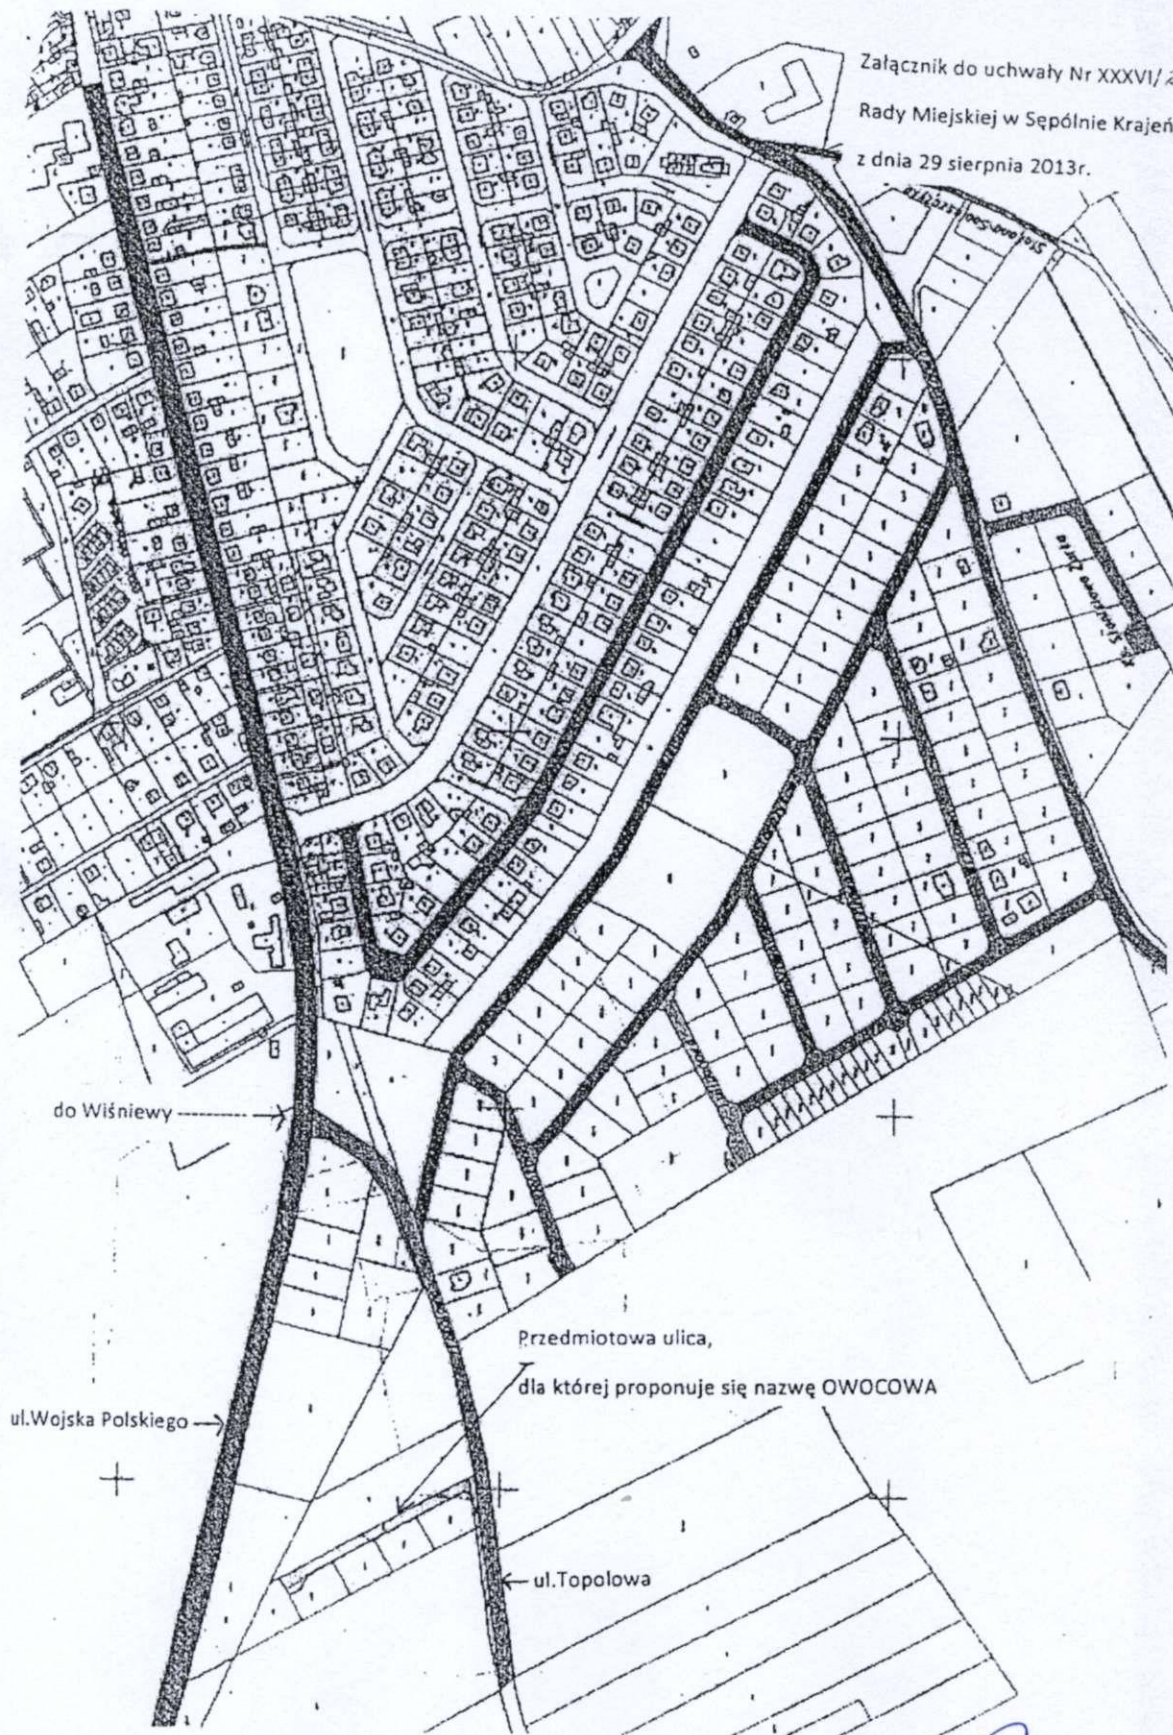 Załącznik do uchwały Nr XXXVI/
Rady Miejskiej w Sępólnie Krajeń
z dnia 29 sierpnia 2013r.
do Wiśniewy
Przedmiotowa ulica,
dla której proponuje się nazwę OWOCOWA
ul.Wojska Polskiego
ul.Topolowa